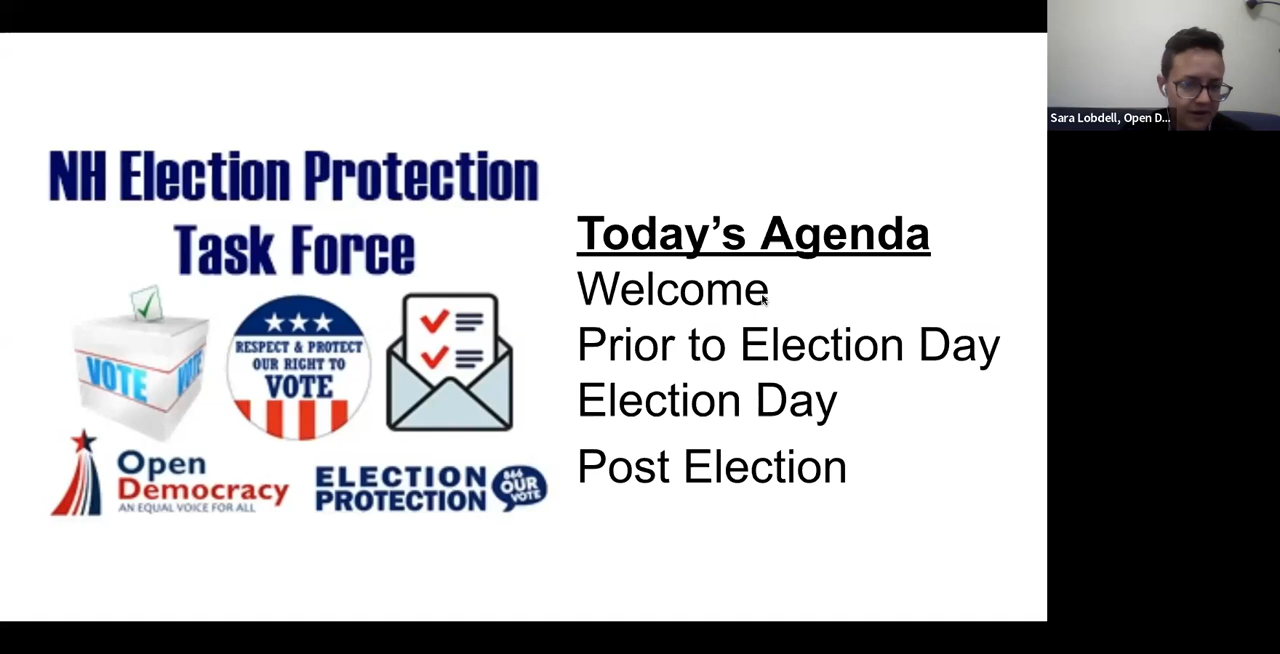 NH Election Protection
Task Force
VOTE
VOTE
RESPECT & PROTECT
OUR RIGHT TO
VOTE
Open
Democracy
AN EQUAL VOICE FOR ALL
ELECTION
PROTECTION
866
OUR
VOTE
Today’s Agenda
Welcome
Prior to Election Day
Election Day
Post Election
Sara Lobdell, Open D...